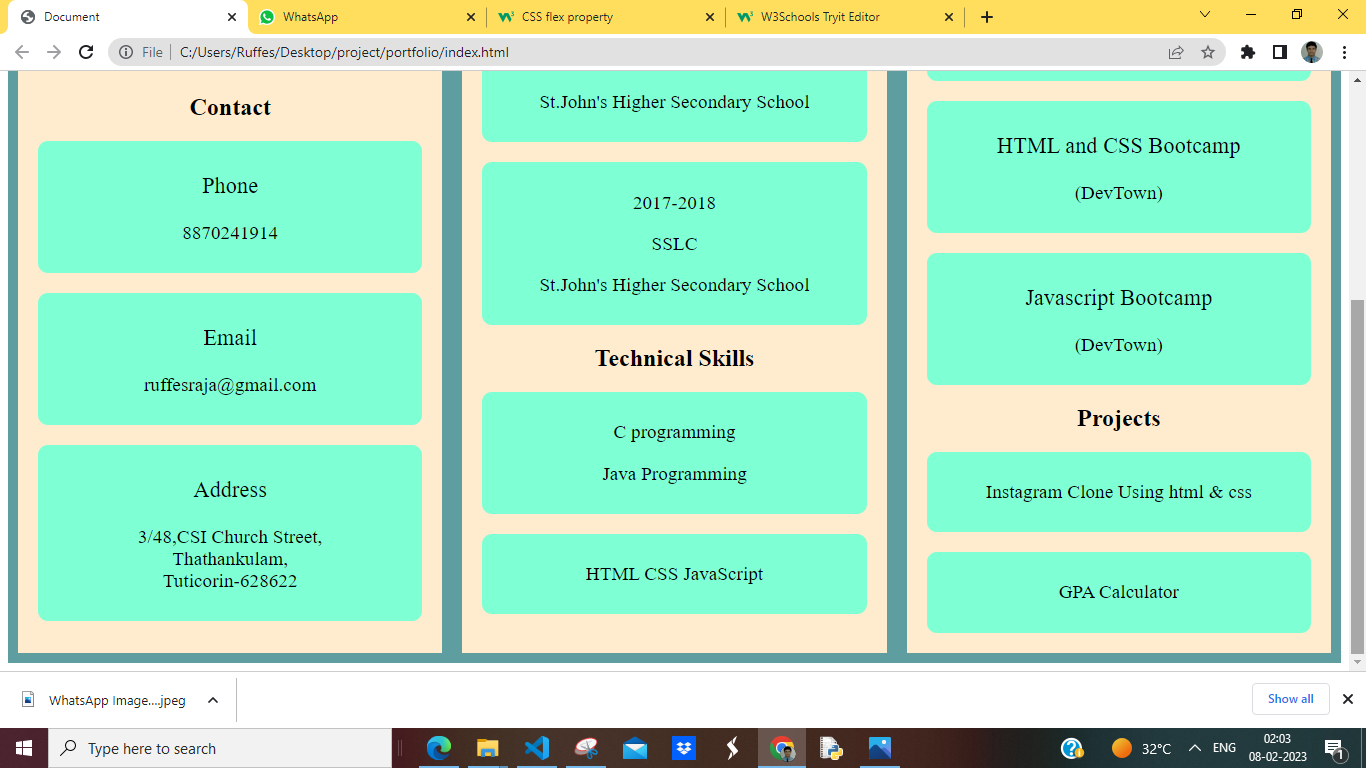 Document
WhatsApp
CSS flex property
W3Schools Tryit Editor
File
C:/Users/Ruffes/Desktop/project/portfolio/index.html
Contact
Phone
8870241914
Email
ruffesraja@gmail.com
Address
3/48,CSI Church Street,
Thathankulam,
Tuticorin-628622
St.John's Higher Secondary School
2017-2018
SSLC
St.John's Higher Secondary School
Technical Skills
C programming
Java Programming
HTML CSS JavaScript
HTML and CSS Bootcamp
(DevTown)
Javascript Bootcamp
(DevTown)
Projects
Instagram Clone Using html & css
GPA Calculator
WhatsApp Image....jpeg
Show all
Type here to search
32°C
ENG
02:03
08-02-2023
1